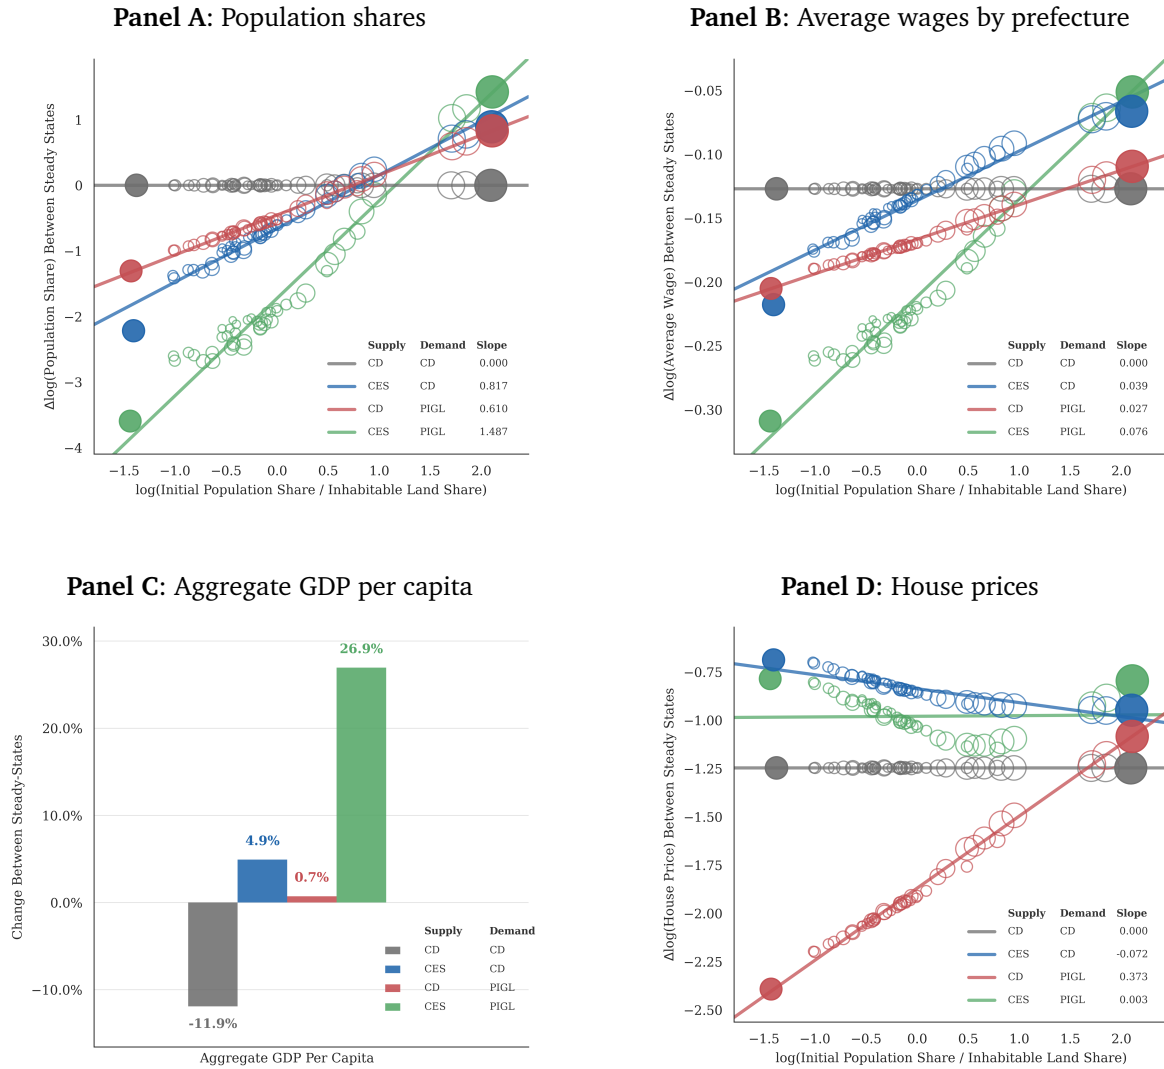 Panel A: Population shares
Δlog(Population Share) Between Steady States
1
0
−1
−2
−3
−4
Supply Demand Slope
CD CD 0.000
CES CD 0.817
CD PIGL 0.610
CES PIGL 1.487
−1.5 −1.0 −0.5 0.0 0.5 1.0 1.5 2.0
log(Initial Population Share / Inhabitable Land Share)
Panel B: Average wages by prefecture
Δlog(Average Wage) Between Steady States
−0.05
−0.10
−0.15
−0.20
−0.25
−0.30
Supply Demand Slope
CD CD 0.000
CES CD 0.039
CD PIGL 0.027
CES PIGL 0.076
−1.5 −1.0 −0.5 0.0 0.5 1.0 1.5 2.0
log(Initial Population Share / Inhabitable Land Share)
Panel C: Aggregate GDP per capita
Change Between Steady-States
30.0%
20.0%
10.0%
0.0%
−10.0%
-11.9%
4.9%
0.7%
26.9%
Supply Demand
CD CD
CES CD
CD PIGL
CES PIGL
Aggregate GDP Per Capita
Panel D: House prices
Δlog(House Price) Between Steady States
−0.75
−1.00
−1.25
−1.50
−1.75
−2.00
−2.25
−2.50
Supply Demand Slope
CD CD 0.000
CES CD -0.072
CD PIGL 0.373
CES PIGL 0.003
−1.5 −1.0 −0.5 0.0 0.5 1.0 1.5 2.0
log(Initial Population Share / Inhabitable Land Share)